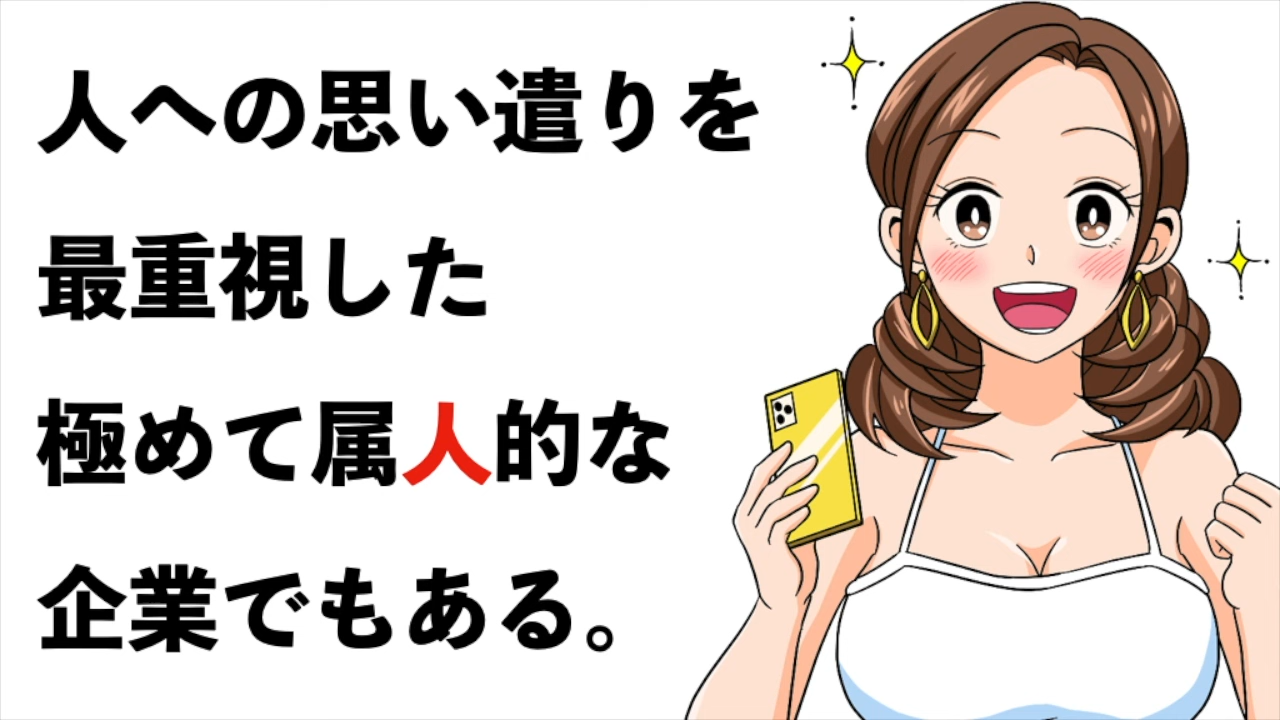 人への思い遣りを
最重視した
極めて属人的な
企業でもある。